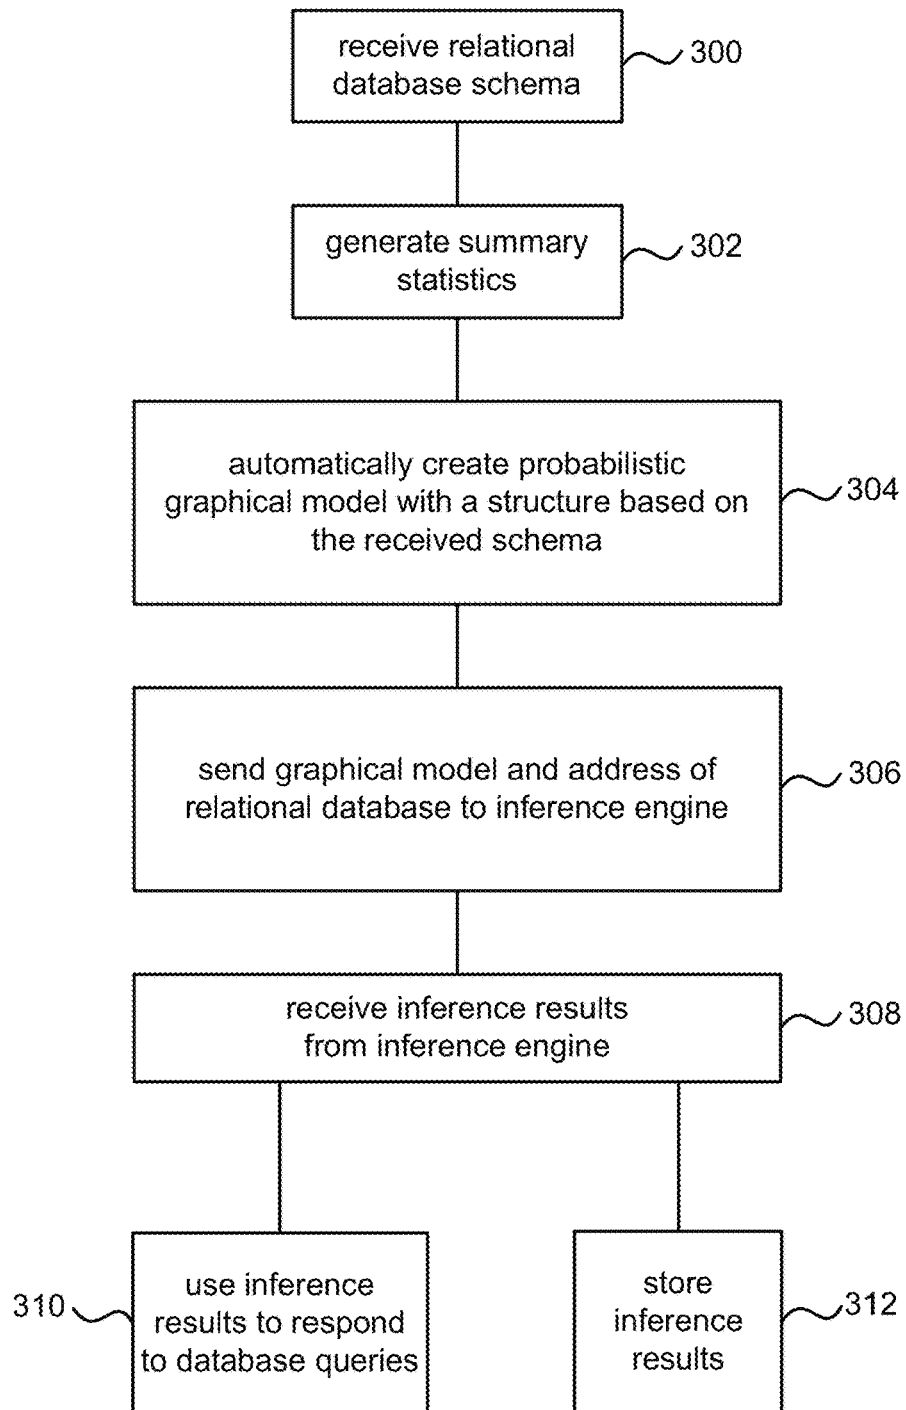 receive relational
database schema
300
generate summary
statistics
302
automatically create probabilistic
graphical model with a structure based on
the received schema
304
send graphical model and address of
relational database to inference engine
306
receive inference results
from inference engine
308
310
use inference
results to respond
to database queries
store
inference
results
312